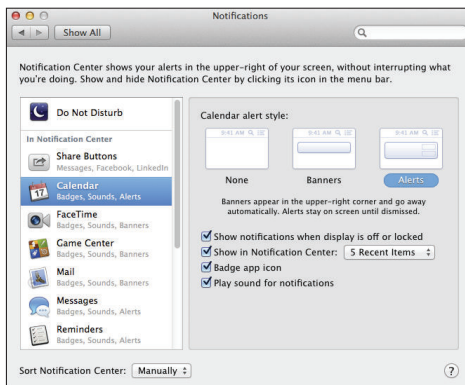 Notifications
Show All
Notification Center shows your alerts in the upper-right of your screen, without interrupting what
you're doing. Show and hide Notification Center by clicking its icon in the menu bar.
Do Not Disturb
In Notification Center
Share Buttons
Messages, Facebook, LinkedIn
17
Calendar
Badges, Sounds, Alerts
FaceTime
Badges, Sounds, Banners
Game Center
Badges, Sounds, Banners
Mail
Badges, Sounds, Banners
Messages
Badges, Sounds, Alerts
Reminders
Badges, Sounds, Alerts
Calendar alert style:
9:41 AM
9:41 AM
9:41 AM
None
Banners
Alerts
Banners appear in the upper-right corner and go away
automatically. Alerts stay on screen until dismissed.
Show notifications when display is off or locked
Show in Notification Center: 5 Recent Items
Badge app icon
Play sound for notifications
Sort Notification Center: Manually
?